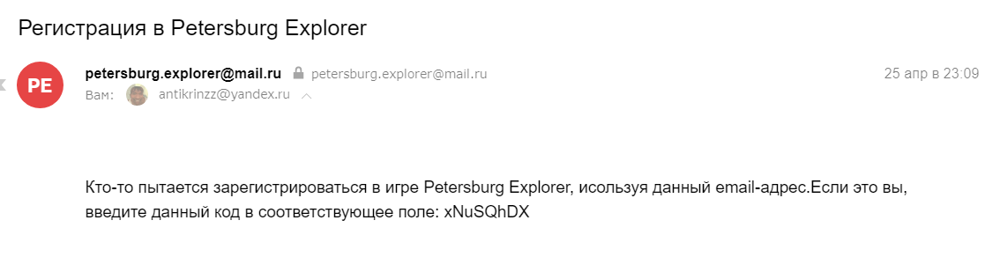 Регистрация в Petersburg Explorer
PE
petersburg.explorer@mail.ru petersburg.explorer@mail.ru 25 апр в 23:09
Вам: antikrinzz@yandex.ru
Кто-то пытается зарегистрироваться в игре Petersburg Explorer, исользуя данный email-адрес.Если это вы,
введите данный код в соответствующее поле: xNuSQhDX